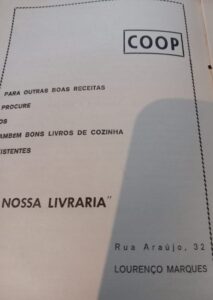 COOP
PARA OUTRAS BOAS RECEITAS
PROCURE
OS
TAMBEM BONS LIVROS DE COZINHA
EXISTENTES
NOSSA LIVRARIA"
Rua Araújo, 32
LOURENÇO MARQUES